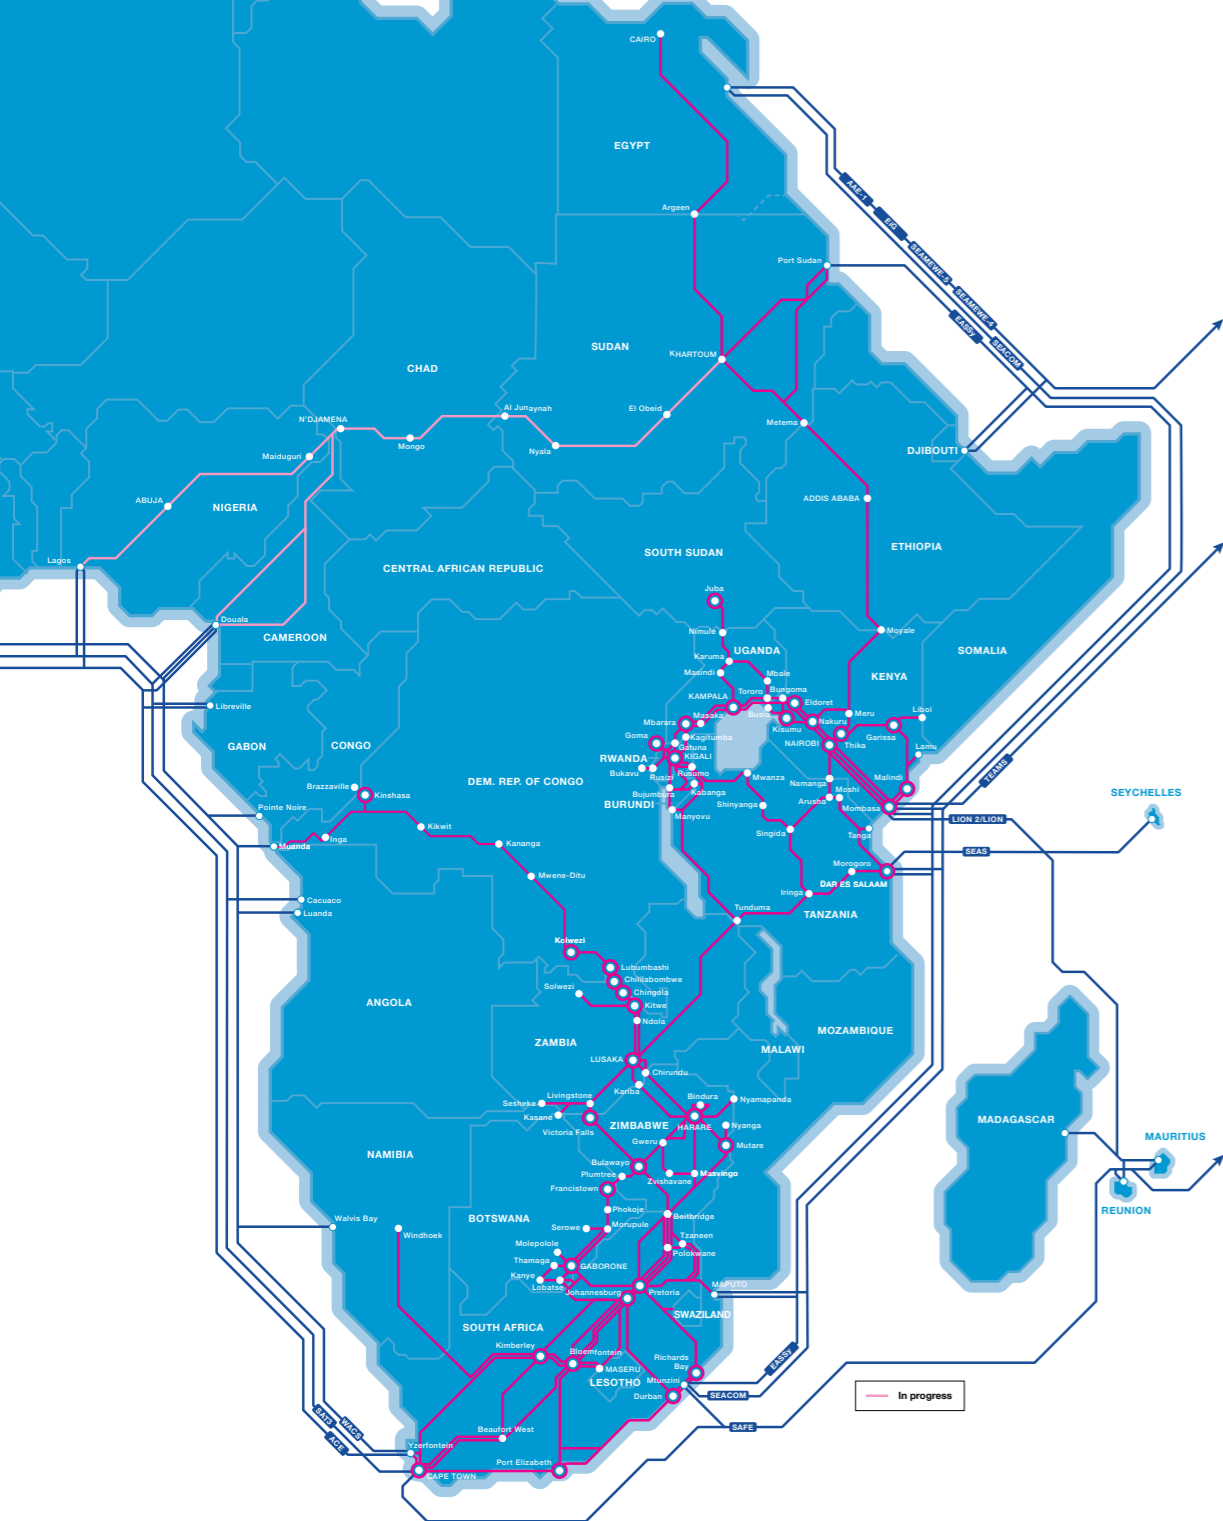 CAIRO
EGYPT
Argeen
AAE-1
EIG
SEAMEWE-5
SEAMEWE-4
EASSy
SEACOM
Port Sudan
SUDAN
KHARTOUM
CHAD
N'DJAMENA
Al Junaynah
El Obeid
Mongo
Nyala
Metema
Maiduguri
DJIBOUTI
ABUJA
NIGERIA
ADDIS ABABA
ETHIOPIA
Lagos
SOUTH SUDAN
CENTRAL AFRICAN REPUBLIC
Juba
Douala
CAMEROON
Nimule
Moyale
UGANDA
SOMALIA
Karuma
Masindi
Mbale
KENYA
KAMPALA
Tororo
Bungoma
Eldoret
Libreville
Busia
Meru
Liboi
Mbarara
Masaka
Kisumu
Nakuru
Goma
Kagitumba
Garissa
GABON
CONGO
Gatuna
NAIROBI
Thika
Lamu
RWANDA
KIGALI
Bukavu
Rusizi
Rusumo
Mwanza
Namanga
Malindi
TEAMS
DEM. REP. OF CONGO
Brazzaville
Kinshasa
Bujumbura
Kabanga
Moshi
Arusha
SEYCHELLES
BURUNDI
Shinyanga
Mombasa
Pointe Noire
Manyovu
LION 2/LION
Kikwit
Singida
Tanga
Inga
Muanda
Kananga
SEAS
Morogoro
Mwene-Ditu
DAR ES SALAAM
Iringa
Cacuaco
Luanda
Tunduma
TANZANIA
Kolwezi
Lubumbashi
Chililabombwe
Solwezi
Chingola
ANGOLA
Kitwe
Ndola
MOZAMBIQUE
ZAMBIA
MALAWI
LUSAKA
Chirundu
Kariba
Livingstone
Bindura
Nyamapanda
Sesheke
Kasane
MADAGASCAR
Victoria Falls
ZIMBABWE
HARARE
Nyanga
MAURITIUS
Gweru
Mutare
NAMIBIA
Bulawayo
Plumtree
Zvishavane
Masvingo
Francistown
Phokoje
REUNION
Walvis Bay
BOTSWANA
Serowe
Morupule
Beitbridge
Windhoek
Molepolole
Tzaneen
Polokwane
Thamaga
GABORONE
Kanye
Lobatse
MAPUTO
Johannesburg
Pretoria
SWAZILAND
SOUTH AFRICA
Kimberley
Bloemfontein
Richards
Bay
MASERU
EASSy
LESOTHO
Mtunzini
Durban
SEACOM
In progress
SAT3
WACS
ACE
SAFE
Beaufort West
Yzerfontein
Port Elizabeth
CAPE TOWN